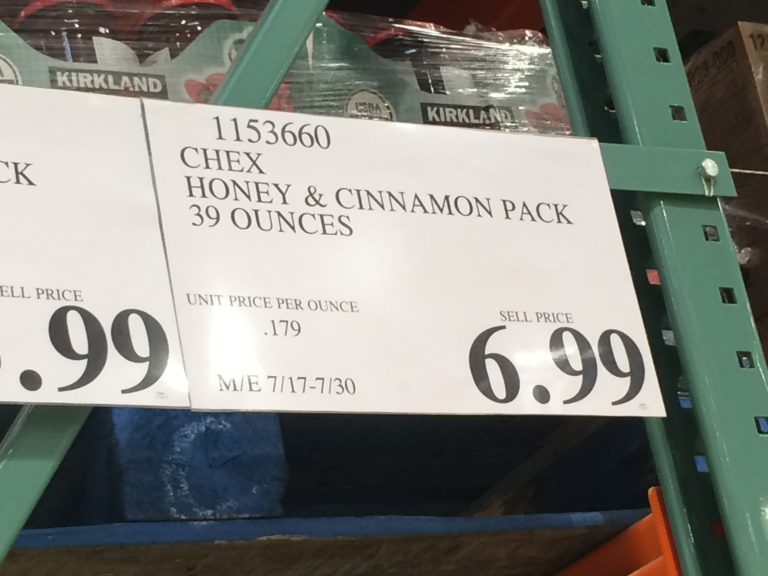 KIRKLAND
KIRKLAND
USDA
CK
ELL PRICE
.99
1153660
CHEX
HONEY & CINNAMON PACK
39 OUNCES
UNIT PRICE PER OUNCE
.179
M/E 7/17-7/30
SELL PRICE
6.99